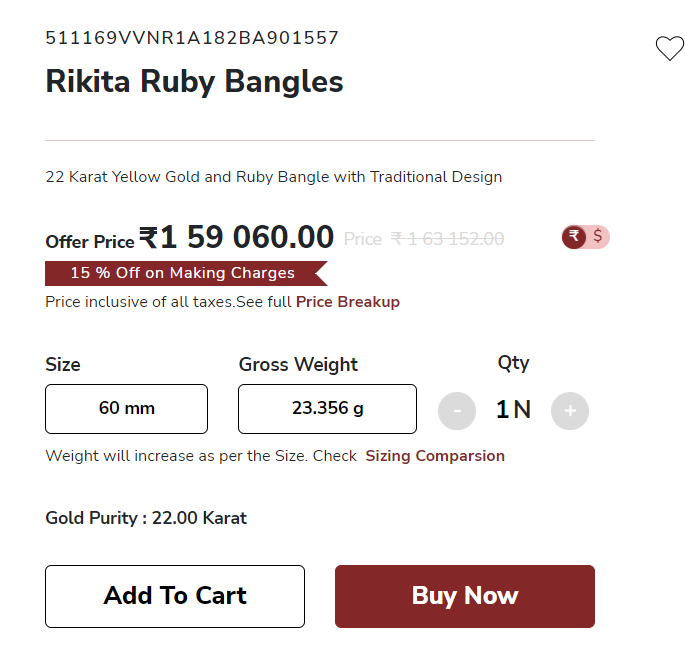 511169VVNR1A182BA901557
Rikita Ruby Bangles
22 Karat Yellow Gold and Ruby Bangle with Traditional Design
Offer Price ₹1 59 060.00 Price ₹ 1 63 152.00 ₹ $
15 % Off on Making Charges
Price inclusive of all taxes.See full Price Breakup
Size Gross Weight Qty
60 mm 23.356 g - 1 N +
Weight will increase as per the Size. Check Sizing Comparsion
Gold Purity : 22.00 Karat
Add To Cart Buy Now